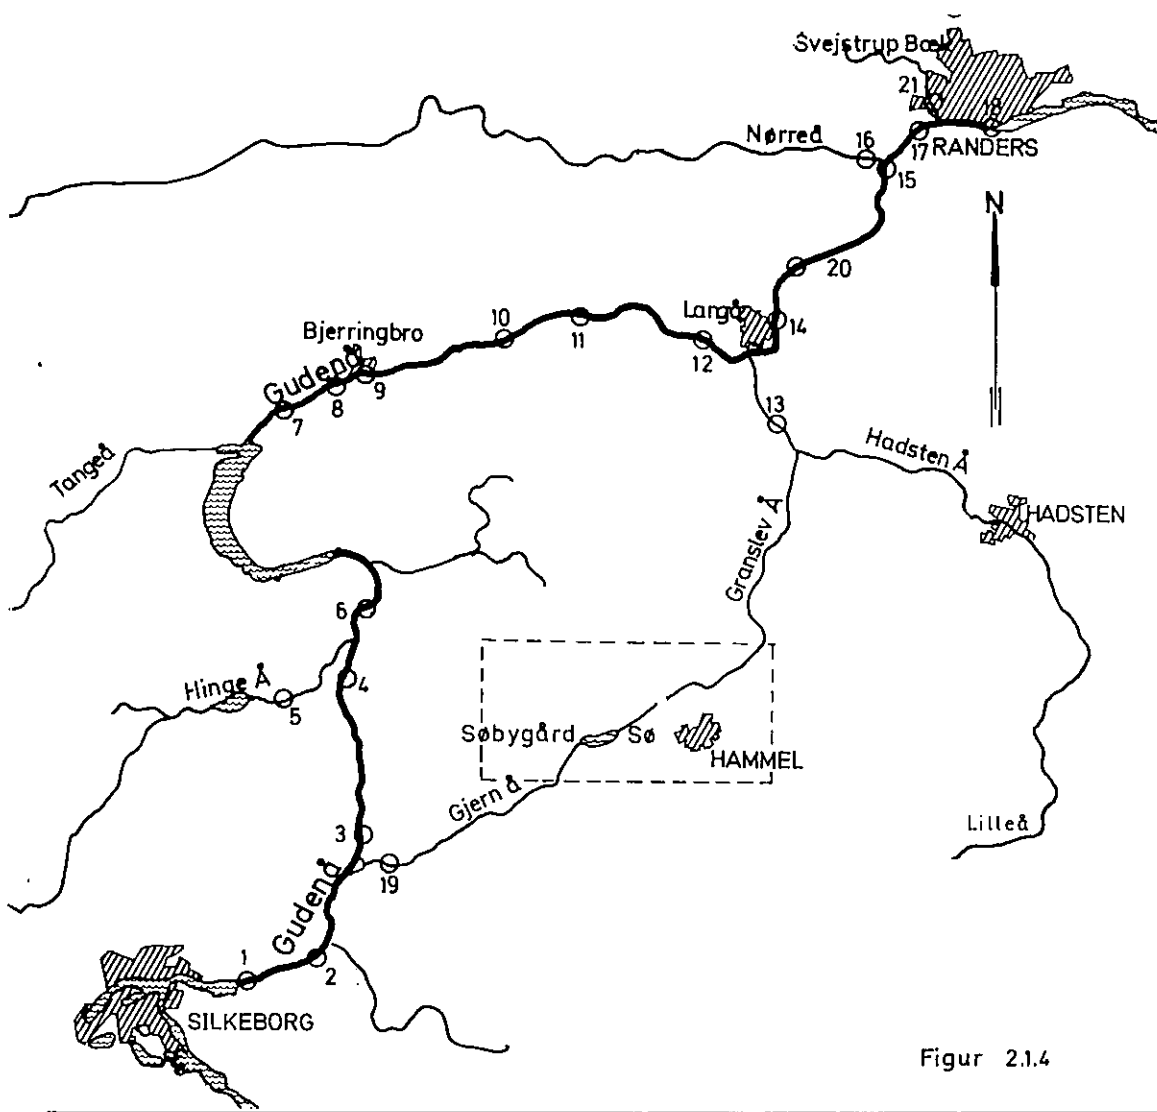 Svejstrup Bæk
21
18
Nørreå
16
17
RANDERS
15
N
20
Langå
14
10
Bjerringbro
11
12
Gudenå
9
8
7
13
Hadsten Å
Tangeå
HADSTEN
Granslev Å
6
Hinge Å
4
5
Søbygård Sø
HAMMEL
Gjern å
Lilleå
3
19
Gudenå
1
2
SILKEBORG
Figur 2.1.4